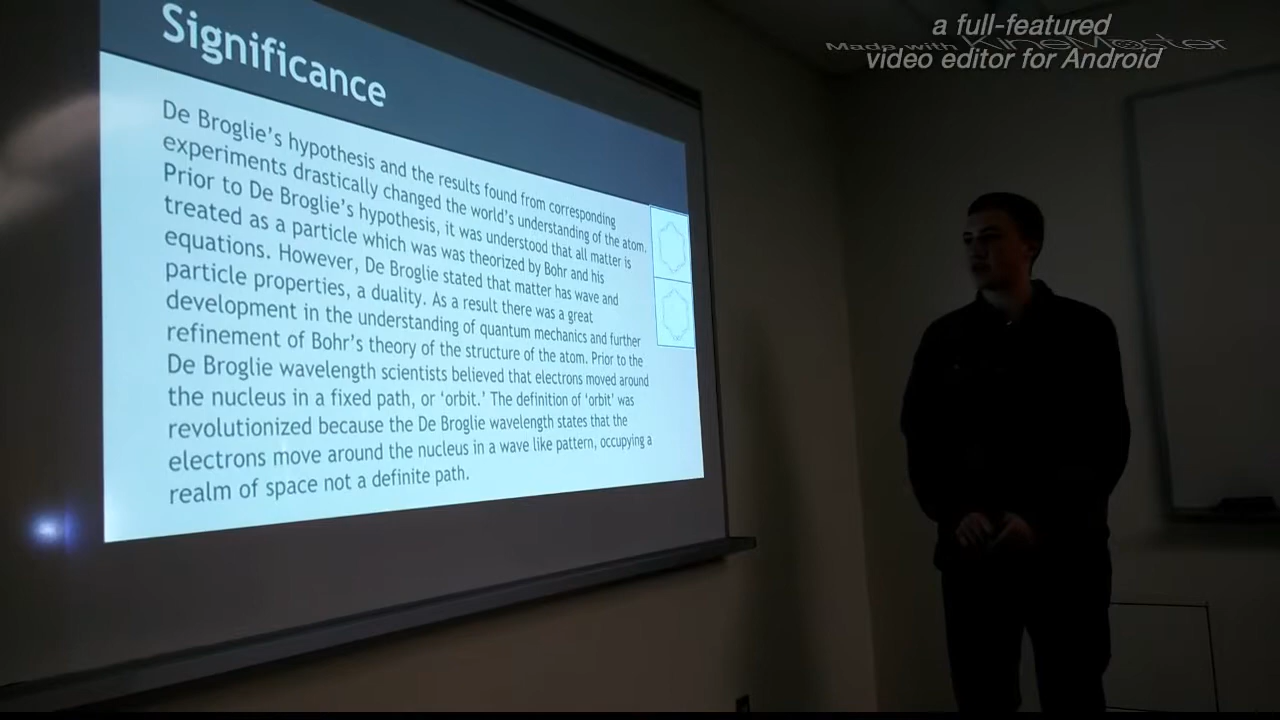 Significance
De Broglie's hypothesis and the results found from corresponding
experiments drastically changed the world's understanding of the atom.
Prior to De Broglie's hypothesis, it was understood that all matter is
treated as a particle which was was theorized by Bohr and his
equations. However, De Broglie stated that matter has wave and
particle properties, a duality. As a result there was a great
development in the understanding of quantum mechanics and further
refinement of Bohr's theory of the structure of the atom. Prior to the
De Broglie wavelength scientists believed that electrons moved around
the nucleus in a fixed path, or 'orbit.' The definition of 'orbit' was
revolutionized because the De Broglie wavelength states that the
electrons move around the nucleus in a wave like pattern, occupying a
realm of space not a definite path.
a full-featured
Made with KineMaster
video editor for Android